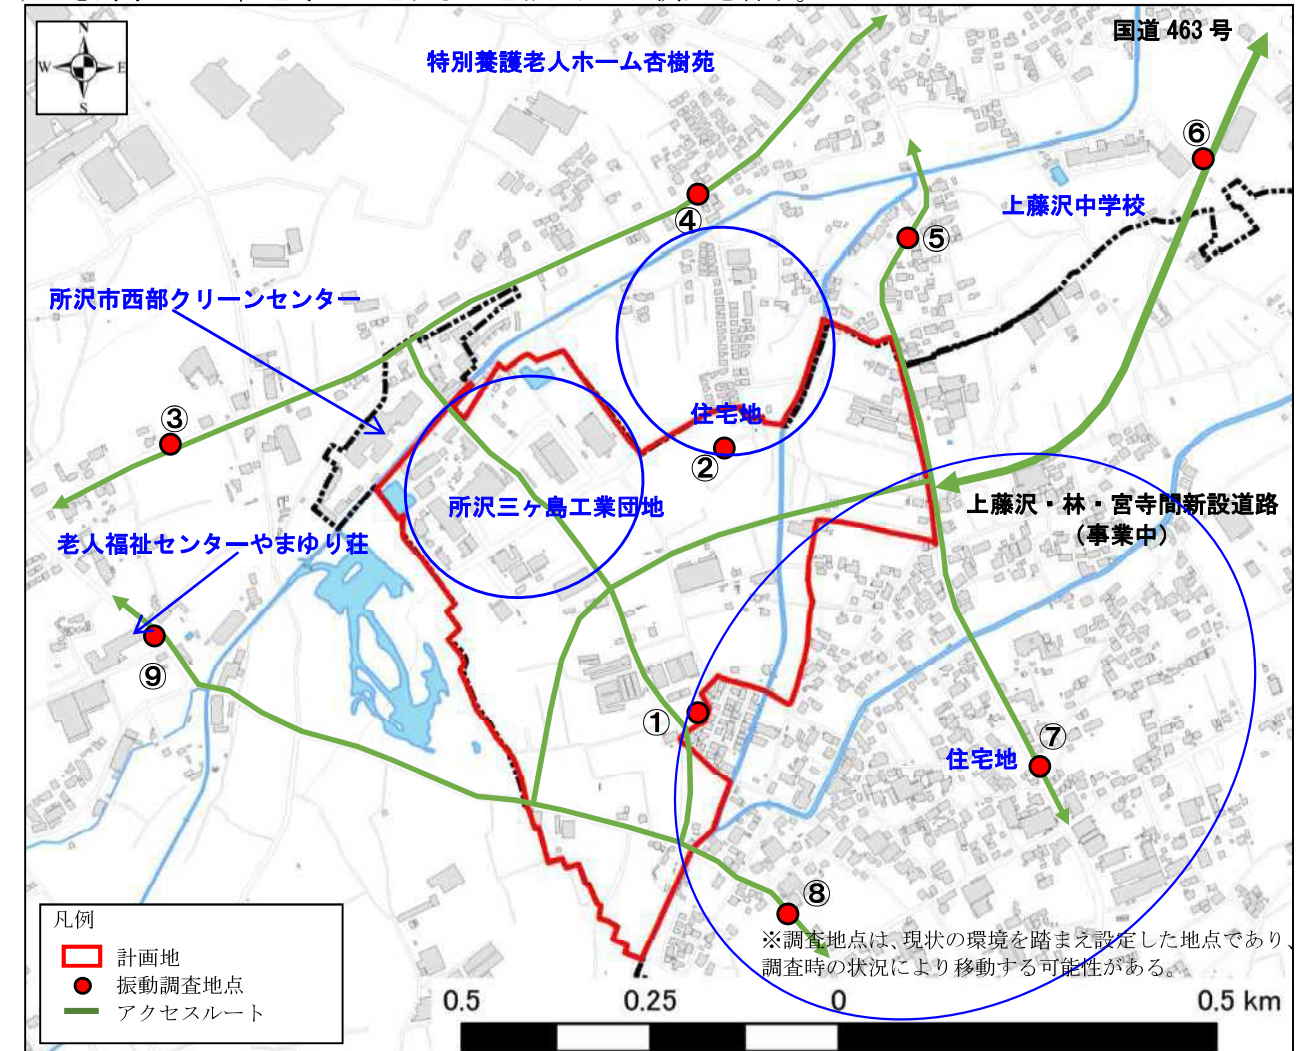 国道 463 号
N
W
E
S
特別養護老人ホーム杏樹苑
⑥
上藤沢中学校
④
⑤
所沢市西部クリーンセンター
③
住宅地
②
所沢三ヶ島工業団地
上藤沢・林・宮寺間新設道路
（事業中）
老人福祉センターやまゆり荘
⑨
①
⑦
住宅地
⑧
※調査地点は、現状の環境を踏まえ設定した地点であり、
調査時の状況により移動する可能性がある。
凡例
計画地
振動調査地点
アクセスルート
0.5
0.25
0
0.5 km